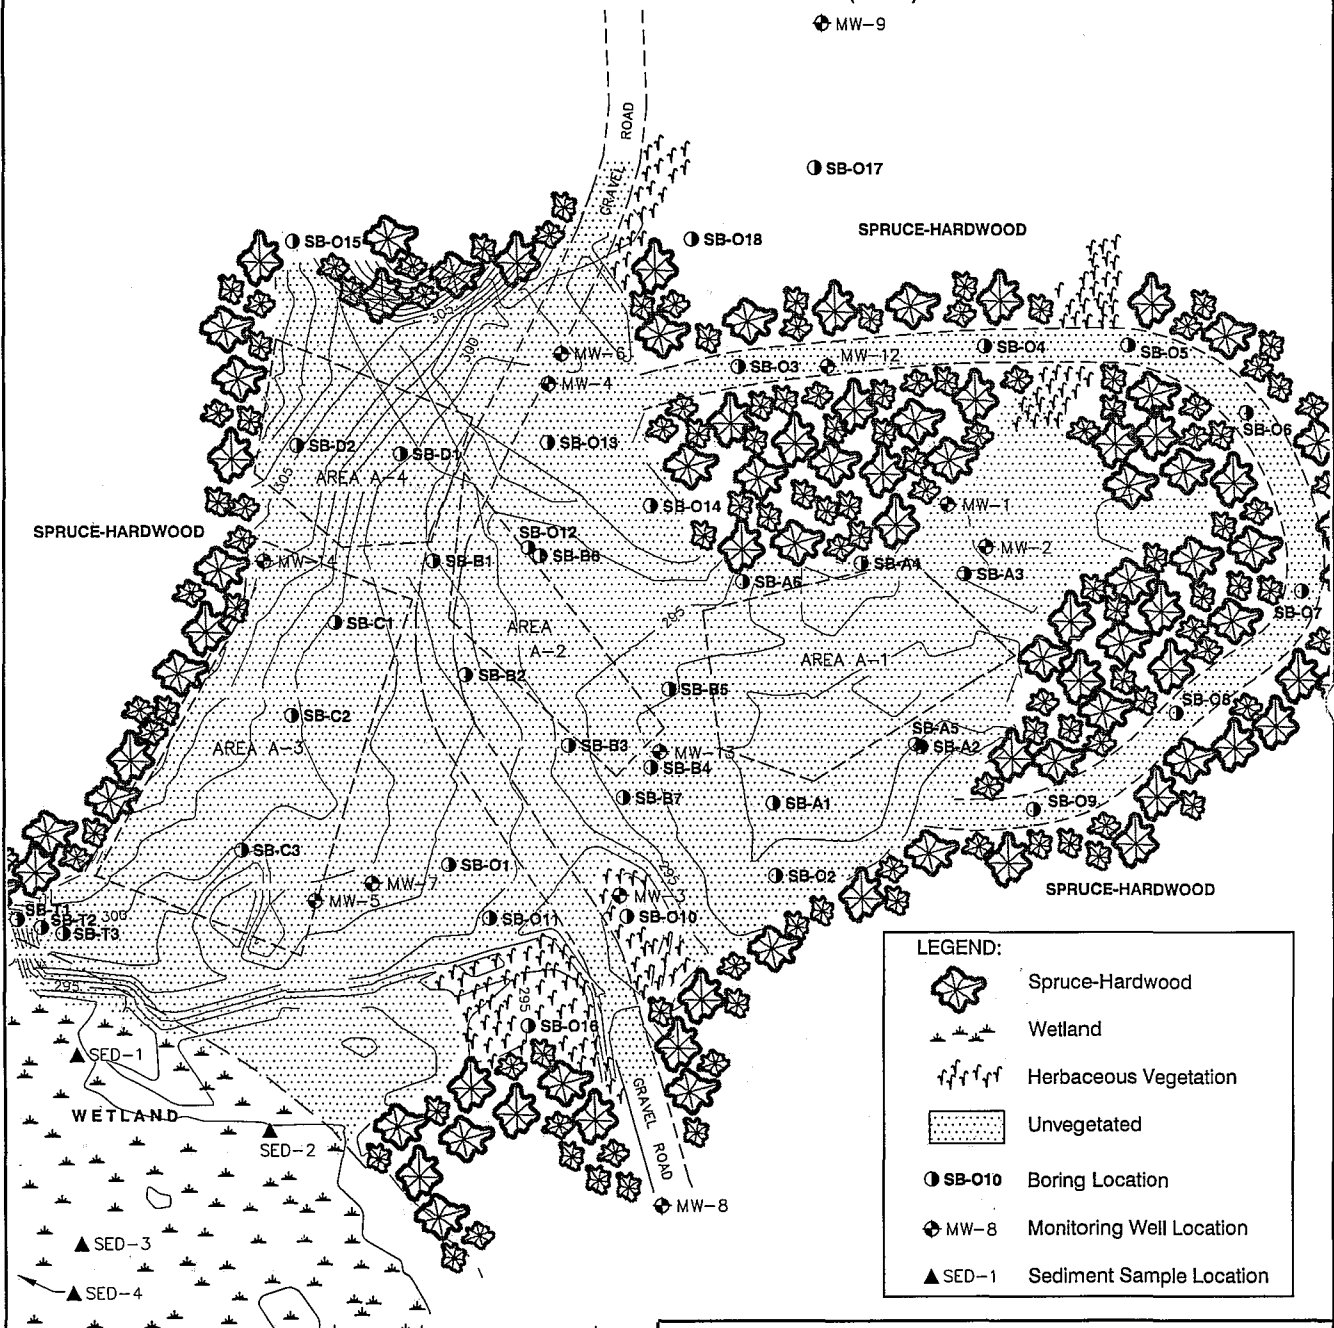 MW-9
ROAD
GRAVEL
SB-O17
SPRUCE-HARDWOOD
SB-O18
SB-O15
305
300
MW-6
MW-4
SB-O3
MW-12
SB-O4
SB-O5
SB-O6
SB-O13
SB-D2
SB-D1
AREA A-4
305
SPRUCE-HARDWOOD
SB-O14
MW-1
SB-O12
SB-B6
MW-2
MW-14
SB-B1
SB-A6
SB-A4
SB-A3
SB-O7
SB-C1
295
AREA
A-2
AREA A-1
SB-B2
SB-B5
SB-O8
SB-C2
AREA A-3
SB-B3
MW-13
SB-B4
SB-A5
SB-A2
SB-B7
SB-A1
SB-O9
SB-C3
SB-O1
295
SB-O2
SPRUCE-HARDWOOD
MW-7
MW-5
MW-3
SB-O10
SB-O11
SB-T1
SB-T2
300
SB-T3
295
295
SB-O16
SED-1
WETLAND
SED-2
GRAVEL ROAD
MW-8
SED-3
SED-4
LEGEND:
Spruce-Hardwood
Wetland
Herbaceous Vegetation
Unvegetated
SB-O10 Boring Location
MW-8 Monitoring Well Location
SED-1 Sediment Sample Location